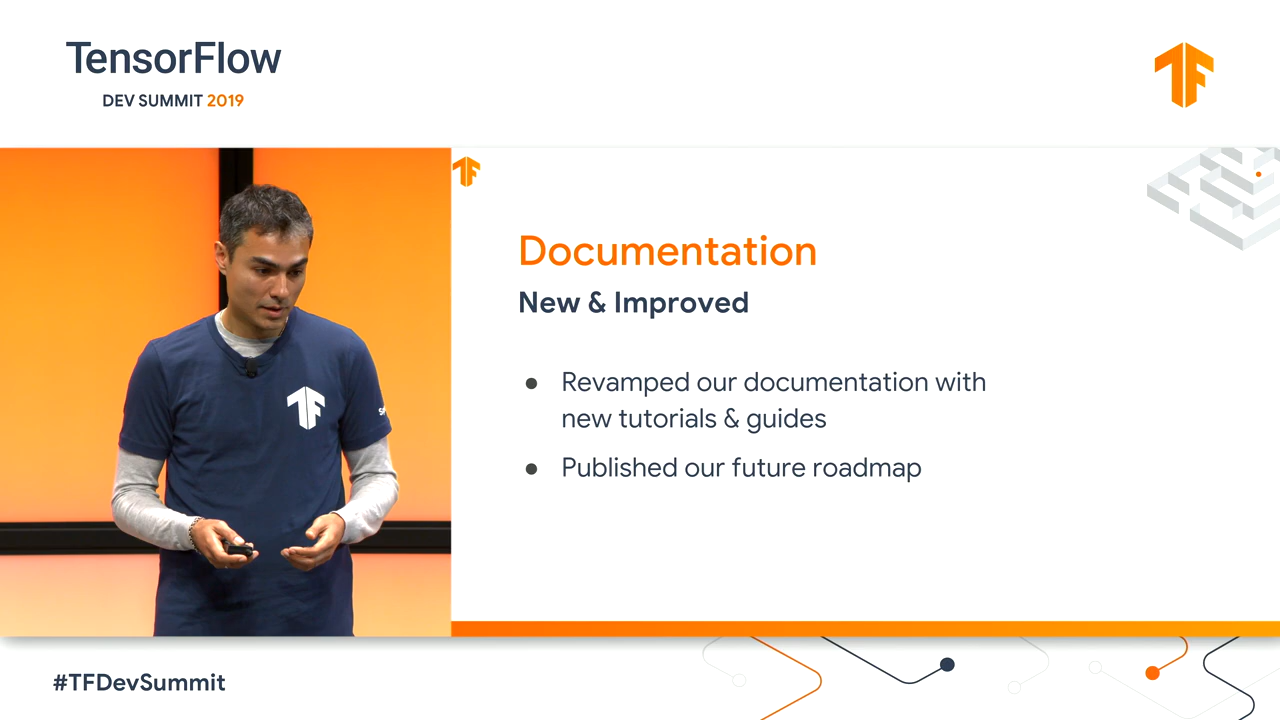 TensorFlow
DEV SUMMIT 2019
Documentation
New & Improved
● Revamped our documentation with
new tutorials & guides
● Published our future roadmap
#TFDevSummit